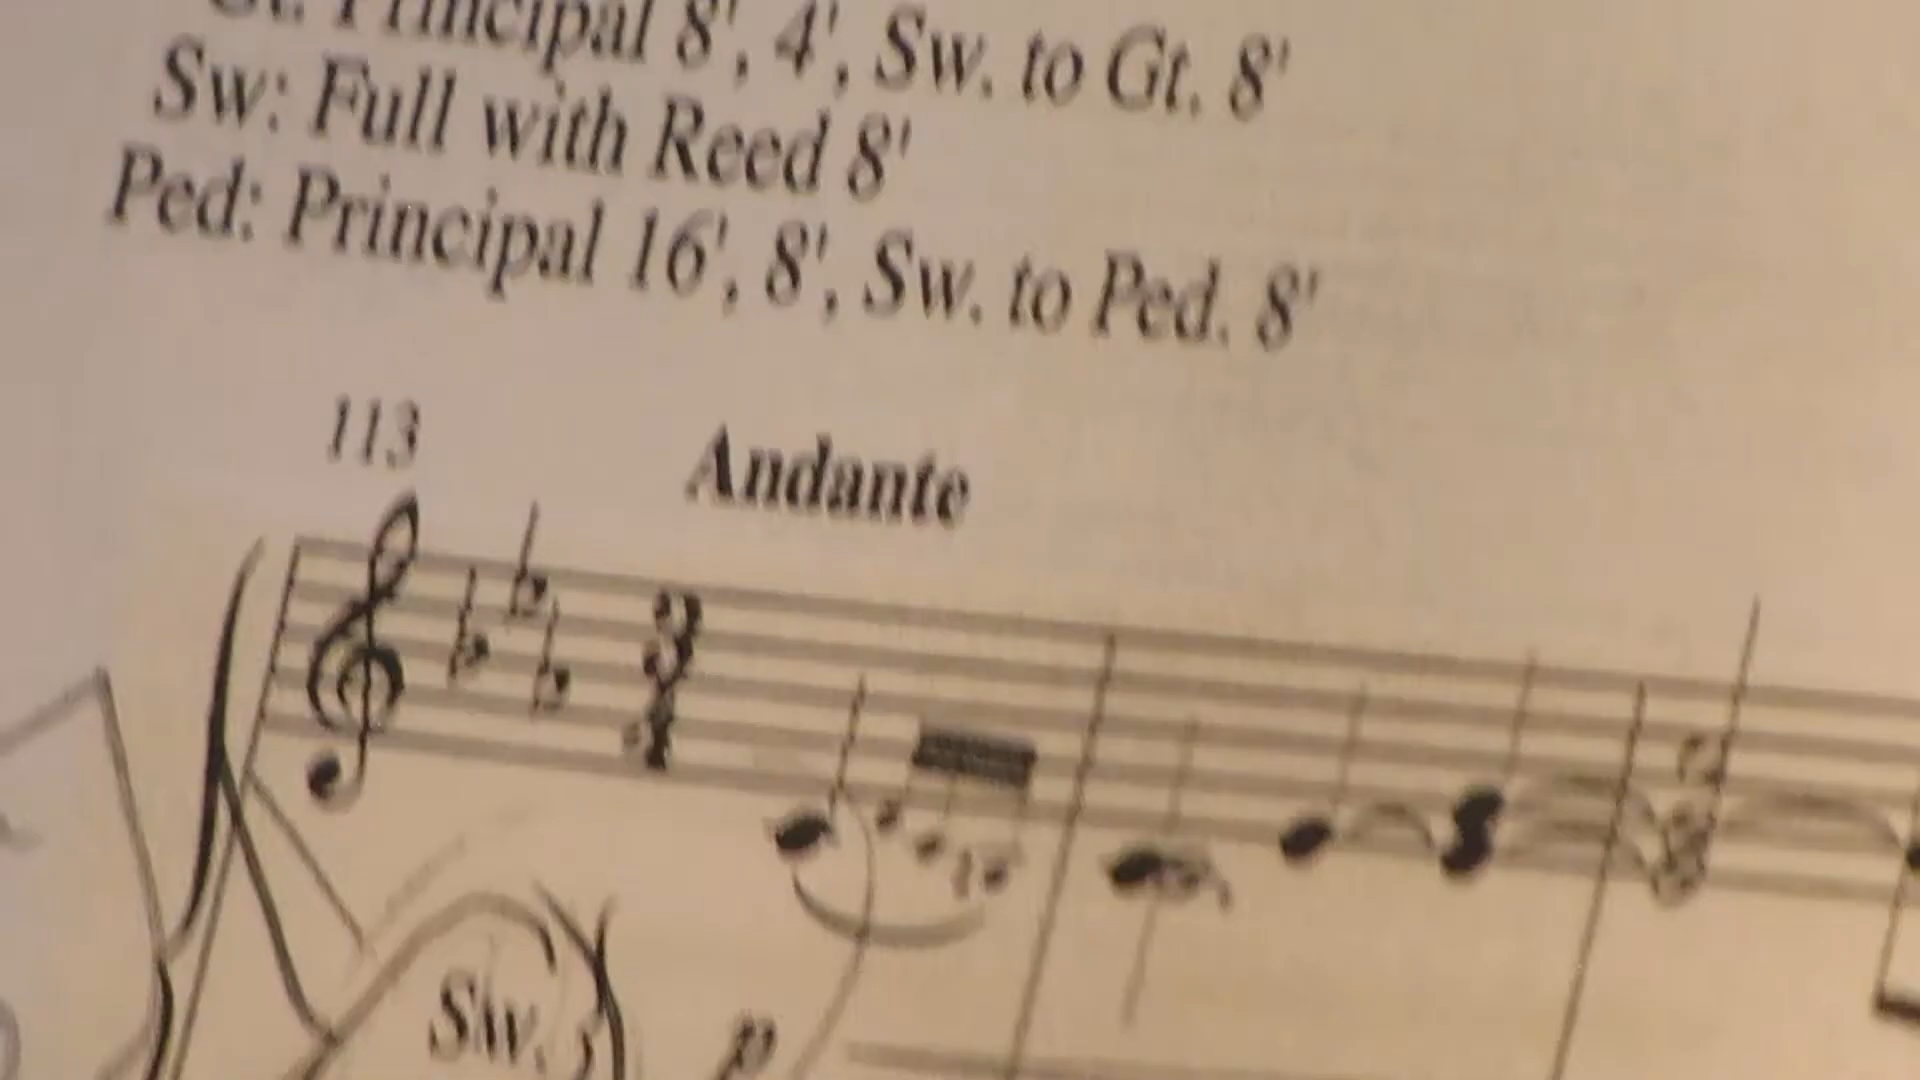 Gt: Principal 8', 4', Sw. to Gt. 8'
Sw: Full with Reed 8'
Ped: Principal 16', 8', Sw. to Ped. 8'
113
Andante
Sw.
p